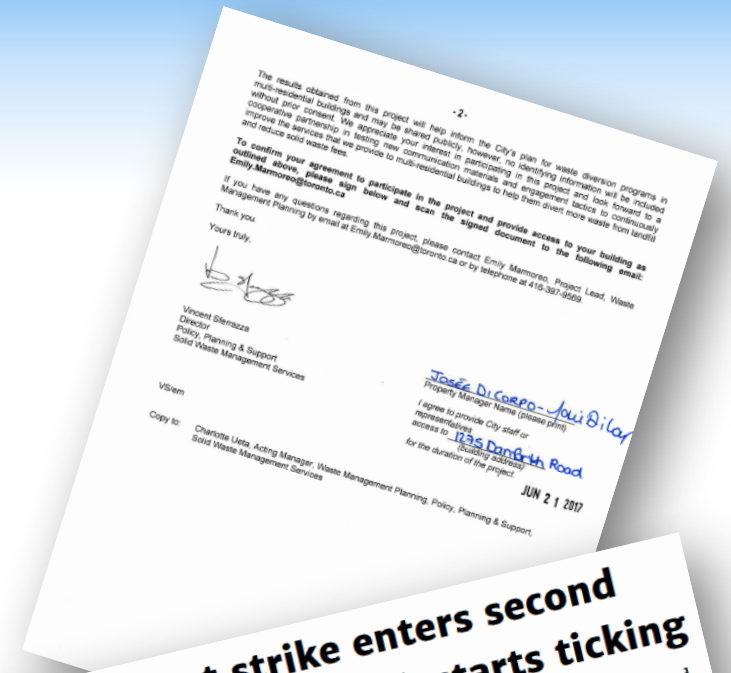 -2-
The results obtained from this project will help inform the City's plan for waste diversion programs in
multi-residential buildings and may be shared publicly, however, no identifying information will be included
without prior consent. We appreciate your interest in participating in this project and look forward to a
cooperative partnership in testing new communication materials and engagement tactics to continuously
improve the services that we provide to multi-residential buildings to help them divert more waste from landfill
and reduce solid waste fees.
To confirm your agreement to participate in the project and provide access to your building as
outlined above, please sign below and scan the signed document to the following email:
Emily.Marmoreo@toronto.ca
If you have any questions regarding this project, please contact Emily Marmoreo, Project Lead, Waste
Management Planning by email at Emily.Marmoreo@toronto.ca or by telephone at 416-397-9569.
Thank you.
Yours truly,
Vincent Sferrazza
Director
Policy, Planning & Support
Solid Waste Management Services
JOSÉE DICORPO-
Property Manager Name (please print)
I agree to provide City staff or
representatives
access to 1275 Danforth Road
(building address)
for the duration of the project.
JUN 21 2017
VS/em
Copy to: Charlotte Ueta, Acting Manager, Waste Management Planning, Policy, Planning & Support,
Solid Waste Management Services
strike enters second
starts ticking